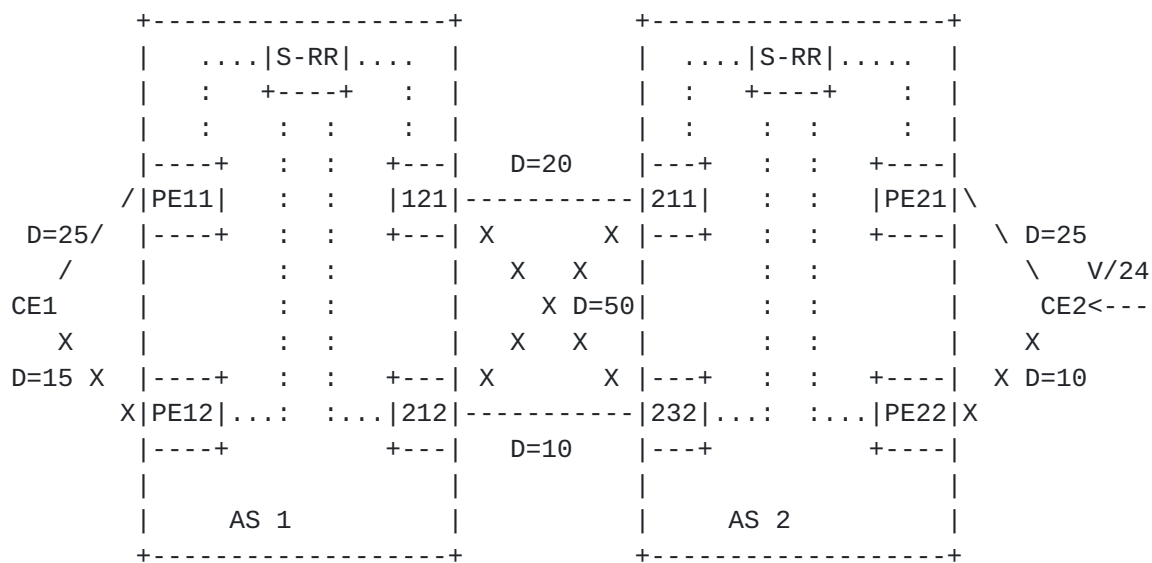 +-------------------+ +-------------------+
| ....|S-RR|.... | | ....|S-RR|..... |
| : +----+ : | | : +----+ : |
| : : : : | | : : : : |
|----+ : : +---| D=20 |---+ : : +----|
/|PE11| : : |121|-----------|211| : : |PE21|\
D=25/ |----+ : : +---| X X |---+ : : +----| \ D=25
/ | : : | X X | : : | \ V/24
CE1 | : : | X D=50| : : | CE2<---
X | : : | X X | : : | X
D=15 X |----+ : : +---| X X |---+ : : +----| X D=10
X|PE12|...: :...|212|-----------|232|...: :...|PE22|X
|----+ +---| D=10 |---+ +----|
| | | |
| AS 1 | | AS 2 |
+-------------------+ +-------------------+